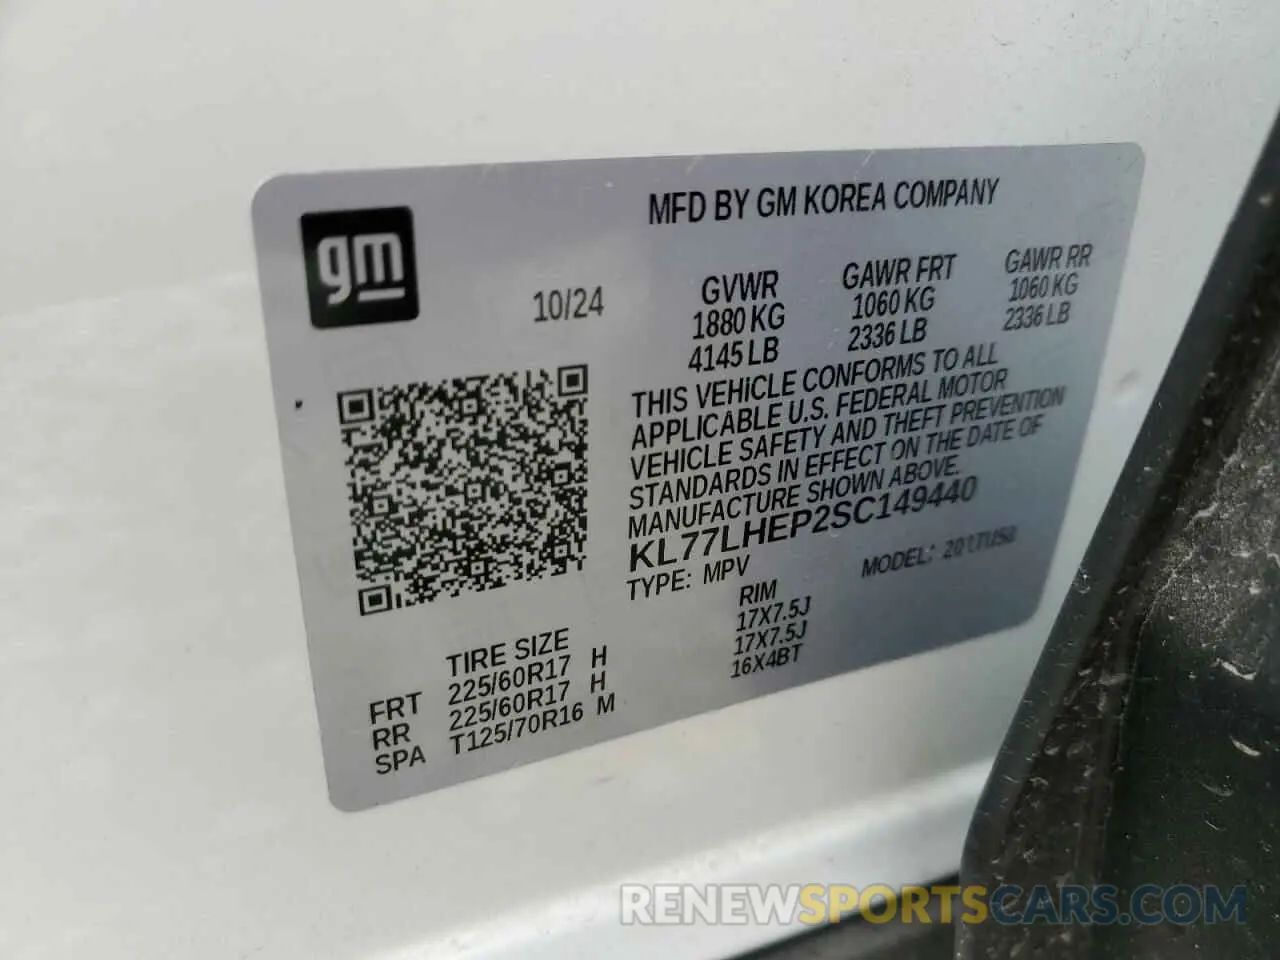 gm
MFD BY GM KOREA COMPANY
10/24
GVWR GAWR FRT GAWR RR
1880 KG 1060 KG 1060 KG
4145 LB 2336 LB 2336 LB
THIS VEHICLE CONFORMS TO ALL
APPLICABLE U.S. FEDERAL MOTOR
VEHICLE SAFETY AND THEFT PREVENTION
STANDARDS IN EFFECT ON THE DATE OF
MANUFACTURE SHOWN ABOVE.
KL77LHEP2SC149440
TYPE: MPV MODEL:
TIRE SIZE RIM
FRT 225/60R17 H 17X7.5J
RR 225/60R17 H 17X7.5J
SPA T125/70R16 M 16X4BT
RENEWSPORTSCARS.COM